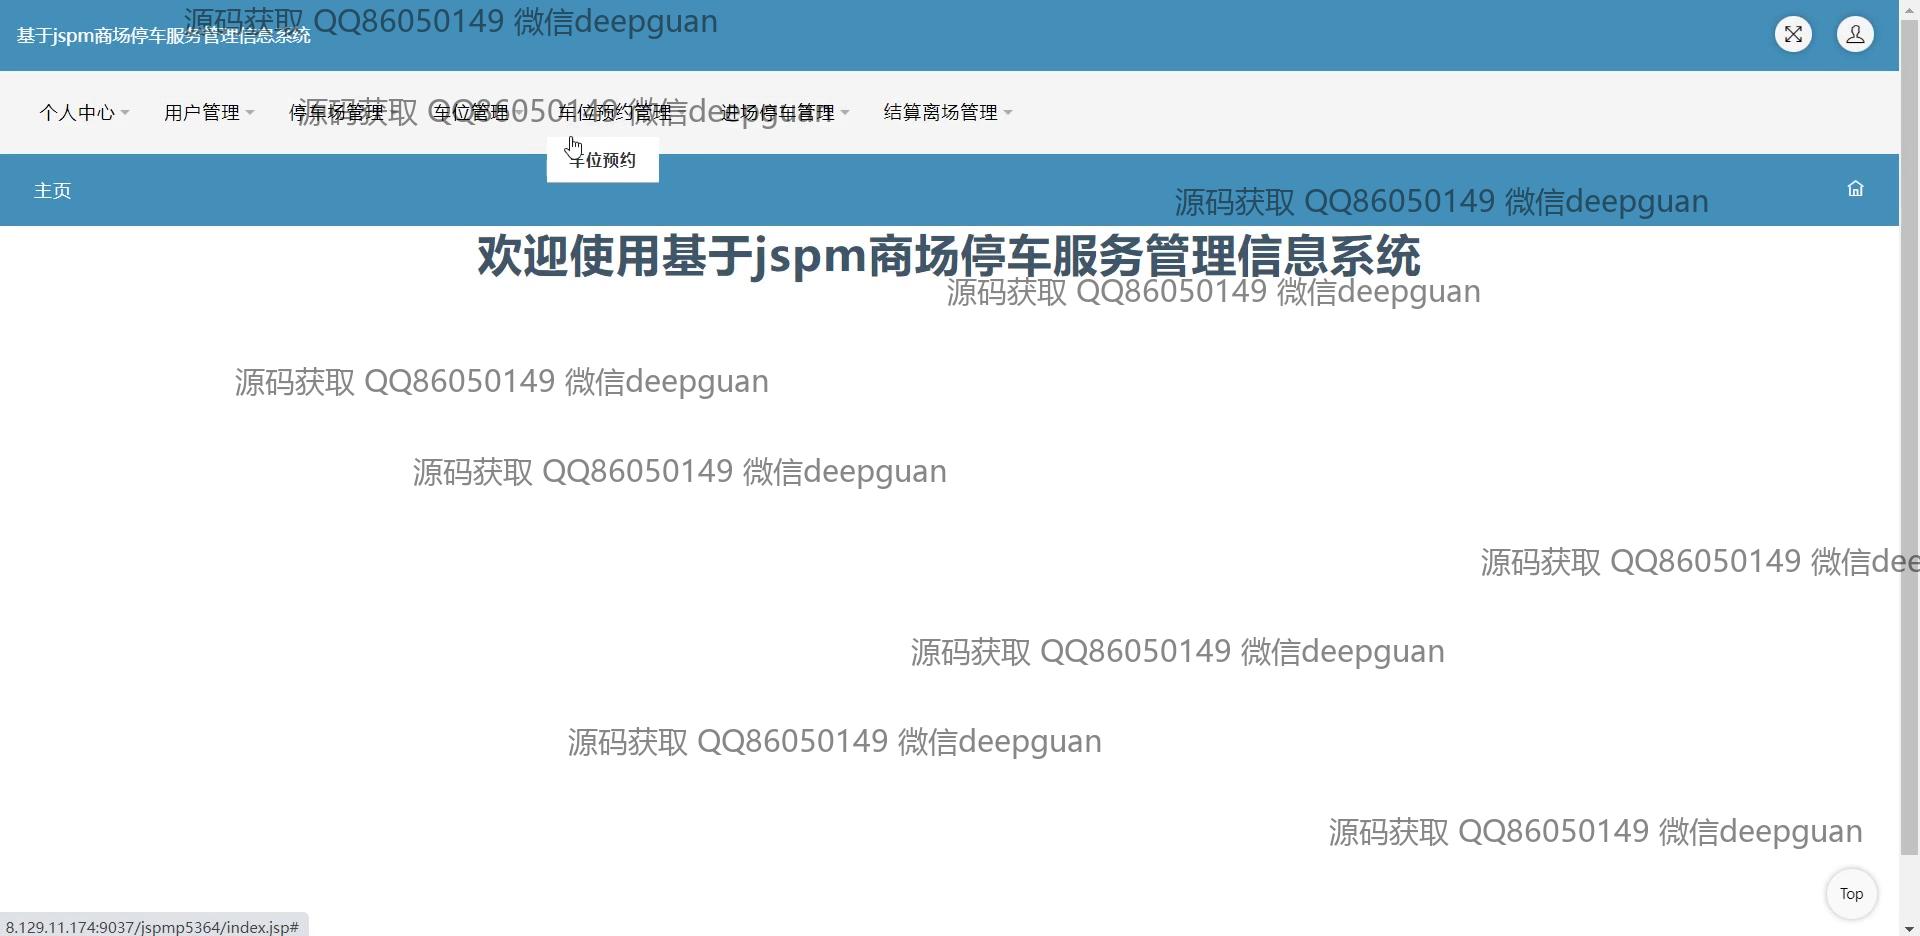 源码获取 QQ86050149 微信deepguan
基于jspm商场停车服务管理信息系统
个人中心 用户管理 停车场管理 车位管理 车位预约管理 进场停车管理 结算离场管理
源码获取 QQ86050149 微信deepguan
车位预约
主页
源码获取 QQ86050149 微信deepguan
欢迎使用基于jspm商场停车服务管理信息系统
源码获取 QQ86050149 微信deepguan
源码获取 QQ86050149 微信deepguan
源码获取 QQ86050149 微信deepguan
源码获取 QQ86050149 微信dee
源码获取 QQ86050149 微信deepguan
源码获取 QQ86050149 微信deepguan
源码获取 QQ86050149 微信deepguan
Top
8.129.11.174:9037/jspmp5364/index.jsp#